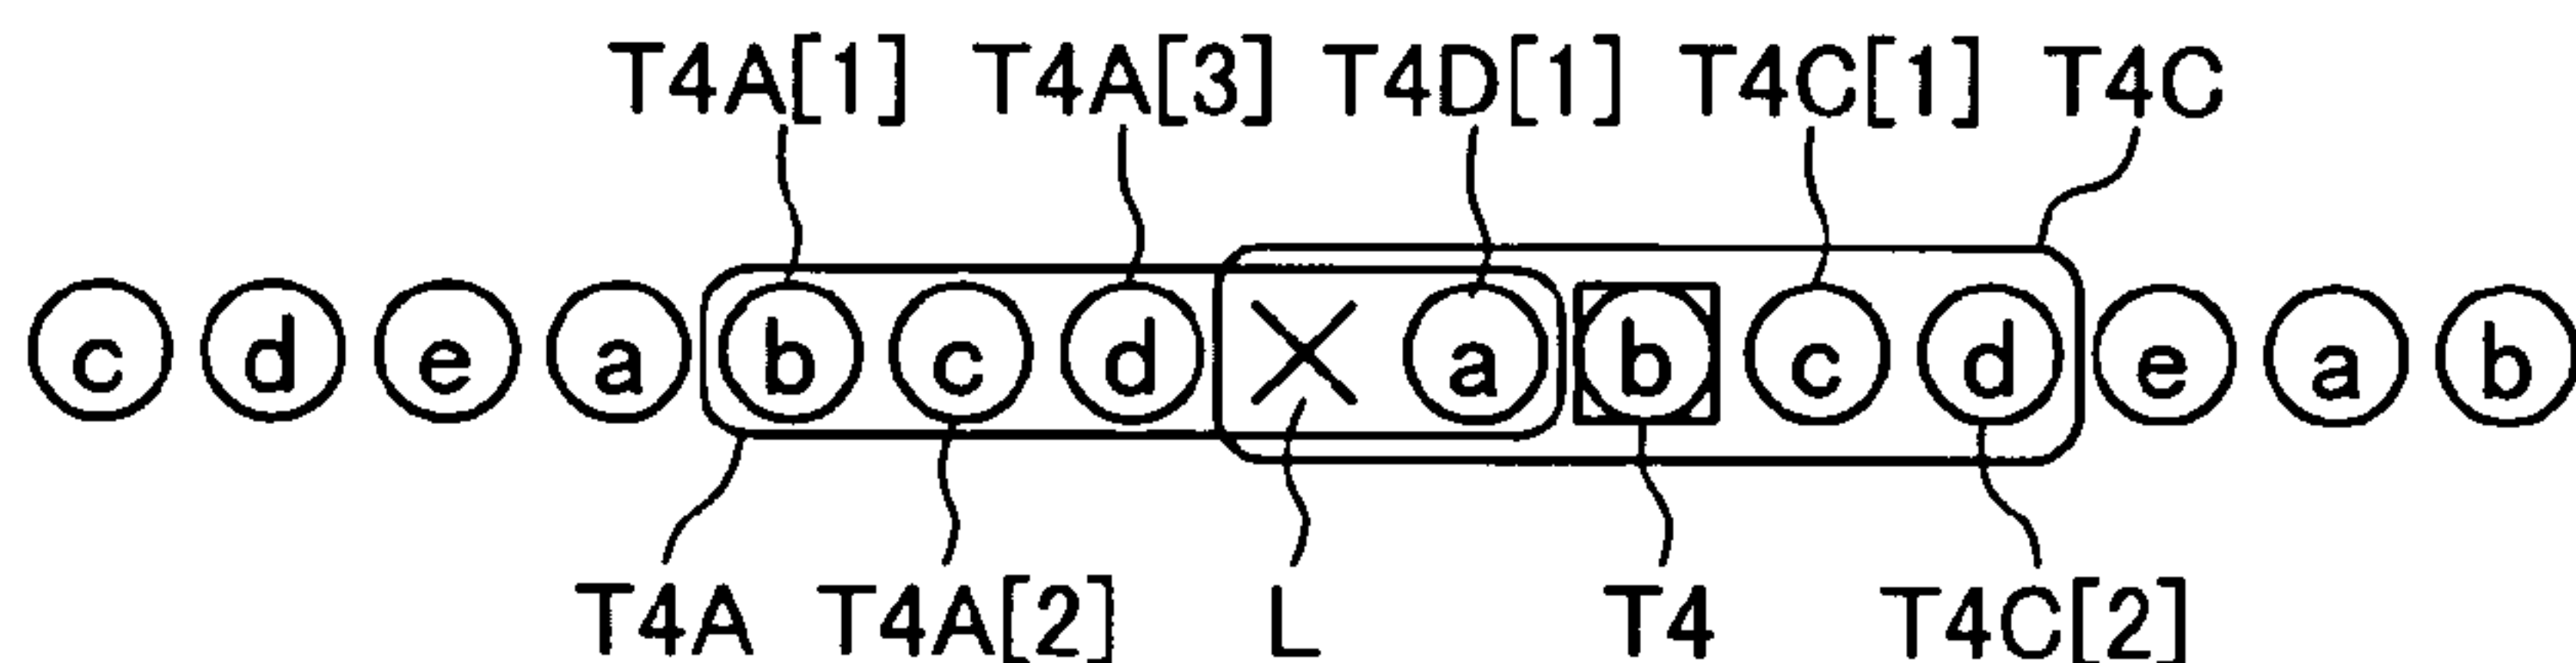 T4A[1] T4A[3] T4D[1] T4C[1] T4C
c d e a b c d a b c d e a b
T4A T4A[2] L T4 T4C[2]